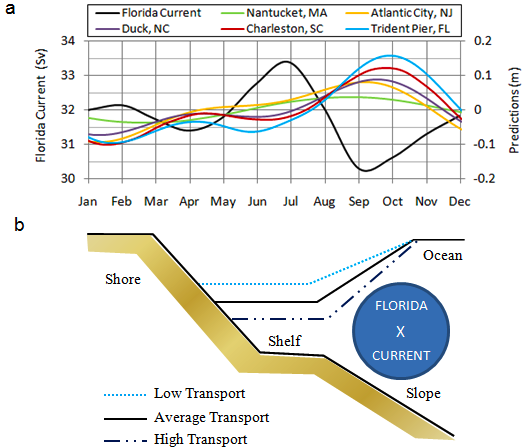 a
Florida Current Nantucket, MA Atlantic City, NJ
Duck, NC Charleston, SC Trident Pier, FL
Florida Current (Sv)
34
33
32
31
30
0.2
0.1
0
-0.1
-0.2
Predictions (m)
Jan Feb Mar Apr May Jun Jul Aug Sep Oct Nov Dec
b
Shore
Ocean
FLORIDA
X
CURRENT
Shelf
Slope
Low Transport
Average Transport
High Transport